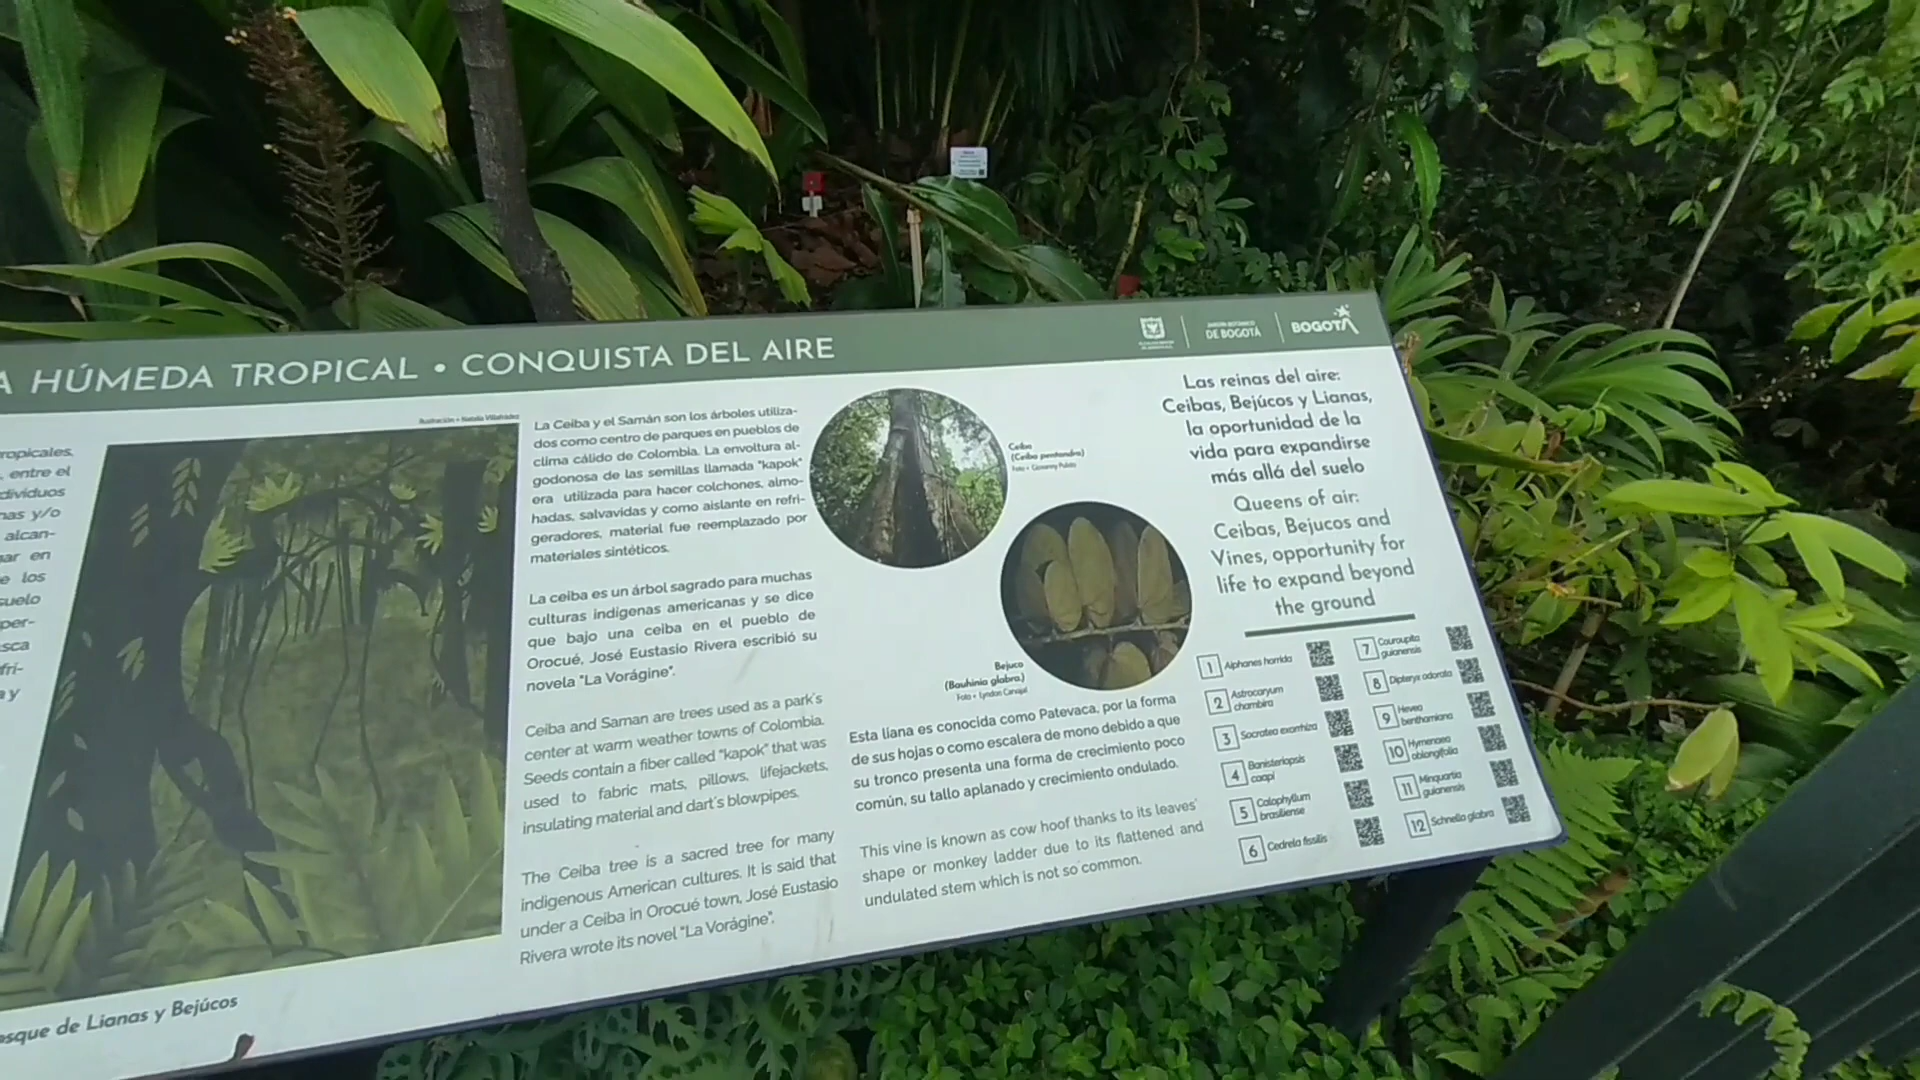 A HÚMEDA TROPICAL • CONQUISTA DEL AIRE
JARDÍN BOTÁNICO
DE BOGOTÁ
BOGOTÁ
ropicales,
, entre el
dividuos
nas y/o
alcan-
ar en
e los
suelo
per-
sca
fri-
a y
Ilustración • Natalia Villafrádez
osque de Lianas y Bejúcos
La Ceiba y el Samán son los árboles utiliza-
dos como centro de parques en pueblos de
clima cálido de Colombia. La envoltura al-
godonosa de las semillas llamada "kapok"
era utilizada para hacer colchones, almo-
hadas, salvavidas y como aislante en refri-
geradores, material fue reemplazado por
materiales sintéticos.
La ceiba es un árbol sagrado para muchas
culturas indígenas americanas y se dice
que bajo una ceiba en el pueblo de
Orocué, José Eustasio Rivera escribió su
novela "La Vorágine".
Ceiba and Saman are trees used as a park's
center at warm weather towns of Colombia.
Seeds contain a fiber called "kapok" that was
used to fabric mats, pillows, lifejackets,
insulating material and dart's blowpipes.
The Ceiba tree is a sacred tree for many
indigenous American cultures. It is said that
under a Ceiba in Orocué town, José Eustasio
Rivera wrote its novel "La Vorágine".
Ceiba
(Ceiba pentandra)
Foto • Giovanny Pulido
Bejuco
(Bauhinia glabra.)
Foto • Lyndon Carvajal
Esta liana es conocida como Patevaca, por la forma
de sus hojas o como escalera de mono debido a que
su tronco presenta una forma de crecimiento poco
común, su tallo aplanado y crecimiento ondulado.
This vine is known as cow hoof thanks to its leaves'
shape or monkey ladder due to its flattened and
undulated stem which is not so common.
Las reinas del aire:
Ceibas, Bejúcos y Lianas,
la oportunidad de la
vida para expandirse
más allá del suelo
Queens of air:
Ceibas, Bejucos and
Vines, opportunity for
life to expand beyond
the ground
1 Aiphanes horrida
2 Astrocaryum
chambira
3 Socratea exorrhiza
4 Banisteriopsis
caapi
5 Calophyllum
brasiliense
6 Cedrela fissilis
7 Couroupita
guianensis
8 Dipteryx odorata
9 Hevea
benthamiana
10 Hymenaea
oblongifolia
11 Minquartia
guianensis
12 Schnella glabra